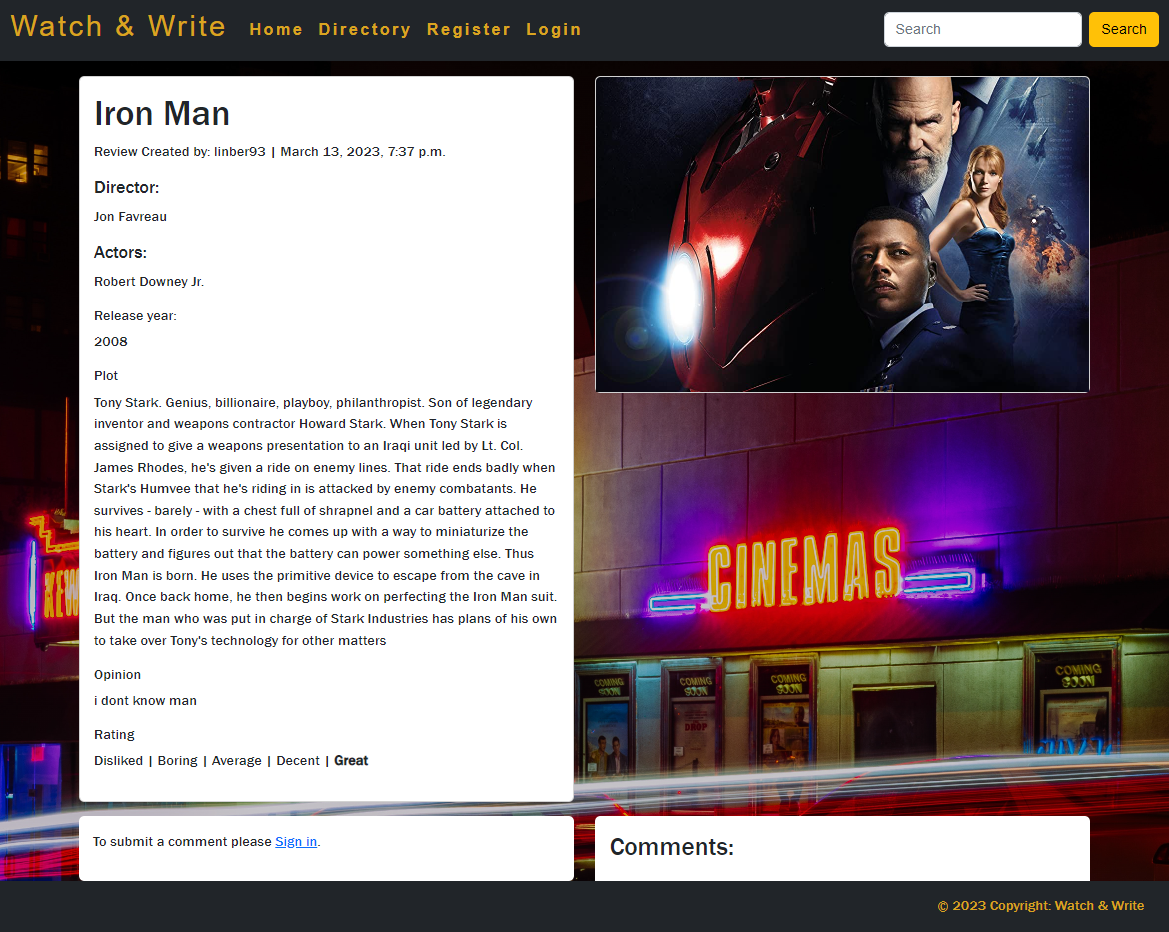 Watch & Write
Home Directory Register Login
Search
Search
Iron Man
Review Created by: linber93 | March 13, 2023, 7:37 p.m.
Director:
Jon Favreau
Actors:
Robert Downey Jr.
Release year:
2008
Plot
Tony Stark. Genius, billionaire, playboy, philanthropist. Son of legendary
inventor and weapons contractor Howard Stark. When Tony Stark is
assigned to give a weapons presentation to an Iraqi unit led by Lt. Col.
James Rhodes, he's given a ride on enemy lines. That ride ends badly when
Stark's Humvee that he's riding in is attacked by enemy combatants. He
survives - barely - with a chest full of shrapnel and a car battery attached to
his heart. In order to survive he comes up with a way to miniaturize the
battery and figures out that the battery can power something else. Thus
Iron Man is born. He uses the primitive device to escape from the cave in
Iraq. Once back home, he then begins work on perfecting the Iron Man suit.
But the man who was put in charge of Stark Industries has plans of his own
to take over Tony's technology for other matters
Opinion
i dont know man
Rating
Disliked | Boring | Average | Decent | Great
CINEMAS
COMING
SOON
COMING
SOON
COMING
SOON
COMING
SOON
THE
DROP
To submit a comment please Sign in.
Comments:
© 2023 Copyright: Watch & Write